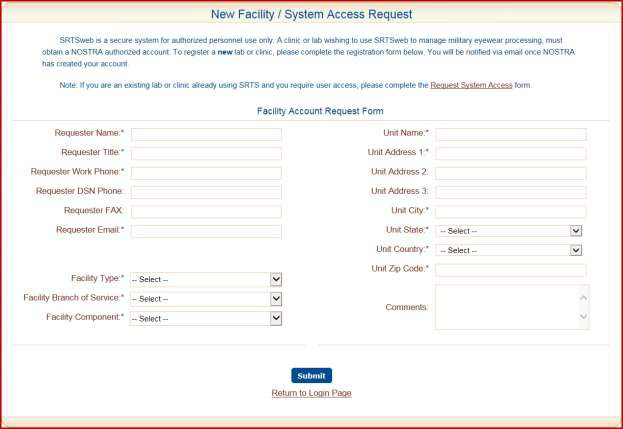 New Facility / System Access Request
SRTSweb is a secure system for authorized personnel use only. A clinic or lab wishing to use SRTSweb to manage military eyewear processing, must
obtain a NOSTRA authorized account. To register a new lab or clinic, please complete the registration form below. You will be notified via email once NOSTRA
has created your account.
Note: If you are an existing lab or clinic already using SRTS and you require user access, please complete the Request System Access form.
Facility Account Request Form
Requester Name:*
Requester Title:*
Requester Work Phone:*
Requester DSN Phone:
Requester FAX:
Requester Email:*
Facility Type:* -- Select --
Facility Branch of Service:* -- Select --
Facility Component:* -- Select --
Unit Name:*
Unit Address 1:*
Unit Address 2:
Unit Address 3:
Unit City:*
Unit State:* -- Select --
Unit Country:* -- Select --
Unit Zip Code:*
Comments:
Submit
Return to Login Page